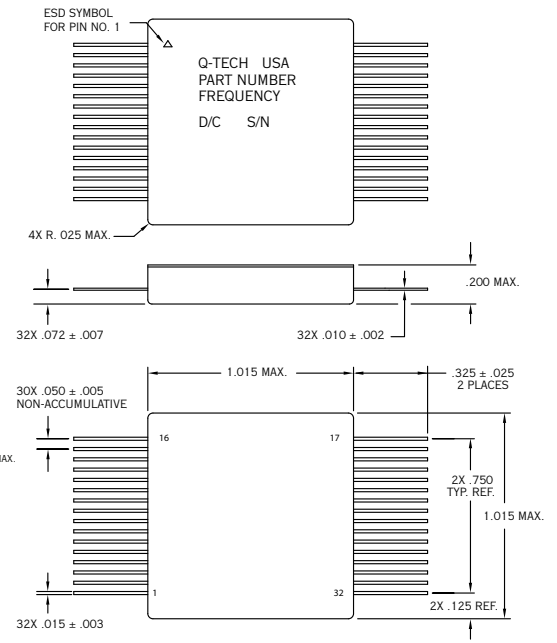 ESD SYMBOL
FOR PIN NO. 1
Q-TECH USA
PART NUMBER
FREQUENCY
D/C S/N
4X R. 025 MAX.
.200 MAX.
32X .072 ± .007
32X .010 ± .002
1.015 MAX.
.325 ± .025
2 PLACES
30X .050 ± .005
NON-ACCUMULATIVE
16
17
MAX.
2X .750
TYP. REF.
1.015 MAX.
1
32
2X .125 REF.
32X .015 ± .003